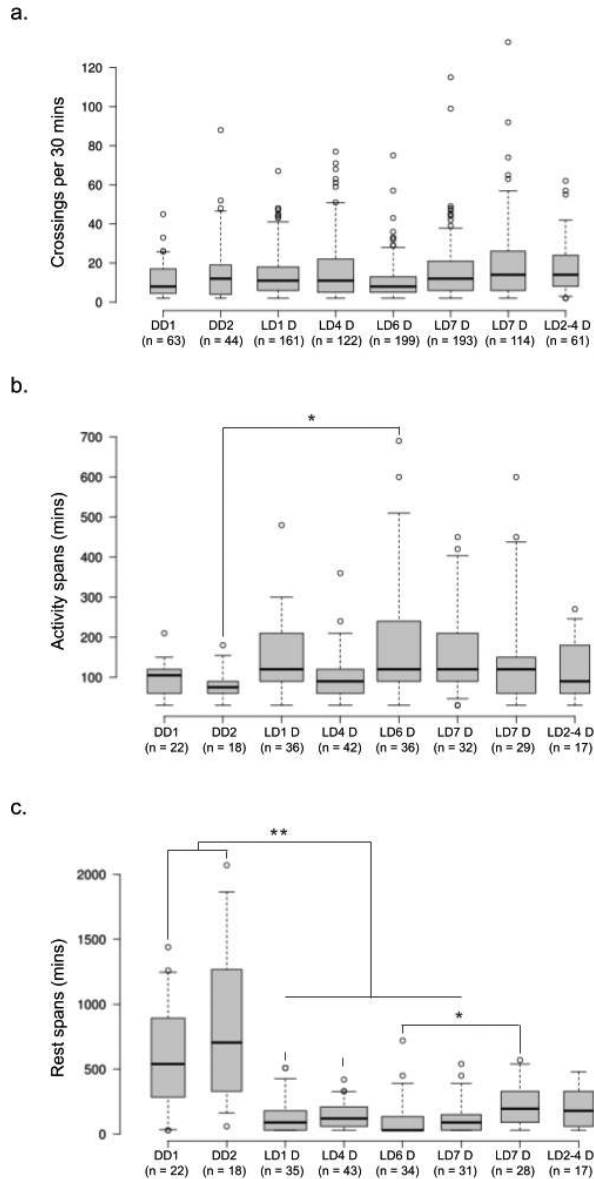 a.
Crossings per 30 mins
120
100
80
60
40
20
0
DD1 DD2 LD1 D LD4 D LD6 D LD7 D LD7 D LD2-4 D
(n = 63) (n = 44) (n = 161) (n = 122) (n = 199) (n = 193) (n = 114) (n = 61)
b.
*
Activity spans (mins)
700
600
500
400
300
200
100
DD1 DD2 LD1 D LD4 D LD6 D LD7 D LD7 D LD2-4 D
(n = 22) (n = 18) (n = 36) (n = 42) (n = 36) (n = 32) (n = 29) (n = 17)
c.
**
*
Rest spans (mins)
2000
1500
1000
500
0
DD1 DD2 LD1 D LD4 D LD6 D LD7 D LD7 D LD2-4 D
(n = 22) (n = 18) (n = 35) (n = 43) (n = 34) (n = 31) (n = 28) (n = 17)